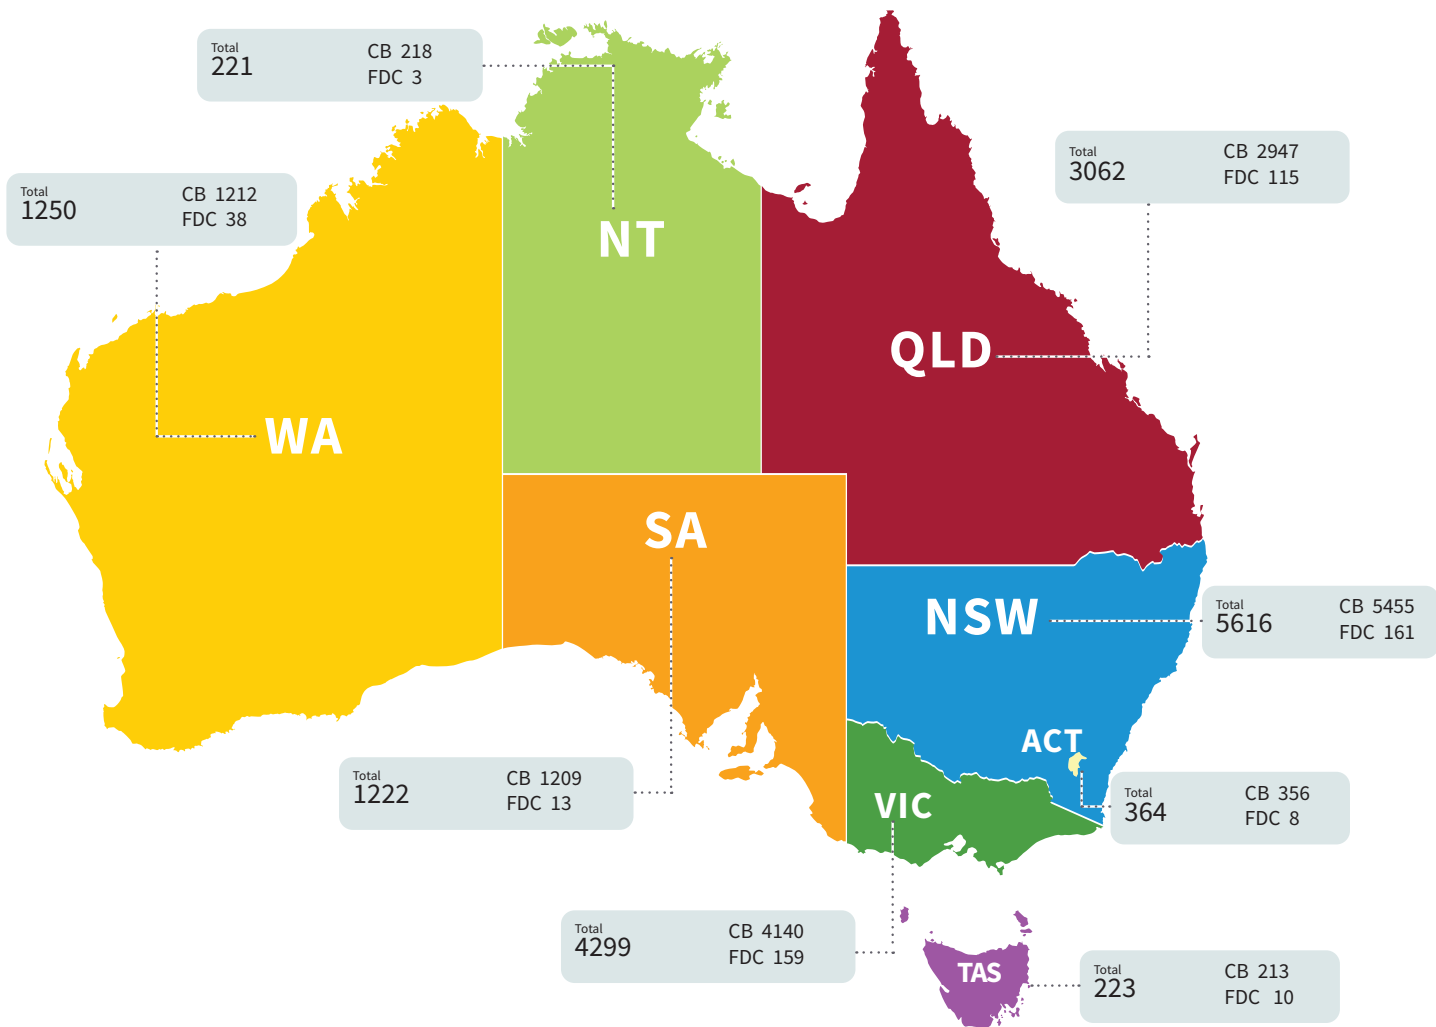 Total
221
CB 218
FDC 3
Total
1250
CB 1212
FDC 38
Total
3062
CB 2947
FDC 115
NT
QLD
WA
SA
NSW
Total
5616
CB 5455
FDC 161
ACT
Total
1222
CB 1209
FDC 13
VIC
Total
364
CB 356
FDC 8
Total
4299
CB 4140
FDC 159
TAS
Total
223
CB 213
FDC 10